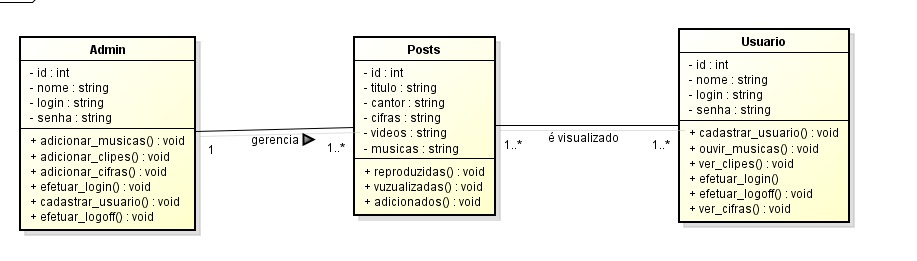 Admin
- id : int
- nome : string
- login : string
- senha : string
+ adicionar_musicas() : void
+ adicionar_clipes() : void
+ adicionar_cifras() : void
+ efetuar_login() : void
+ cadastrar_usuario() : void
+ efetuar_logoff() : void
1
gerencia
1..*
Posts
- id : int
- titulo : string
- cantor : string
- cifras : string
- videos : string
- musicas : string
+ reproduzidas() : void
+ vuzualizadas() : void
+ adicionados() : void
1..*
é visualizado
1..*
Usuario
- id : int
- nome : string
- login : string
- senha : string
+ cadastrar_usuario() : void
+ ouvir_musicas() : void
+ ver_clipes() : void
+ efetuar_login()
+ efetuar_logoff() : void
+ ver_cifras() : void